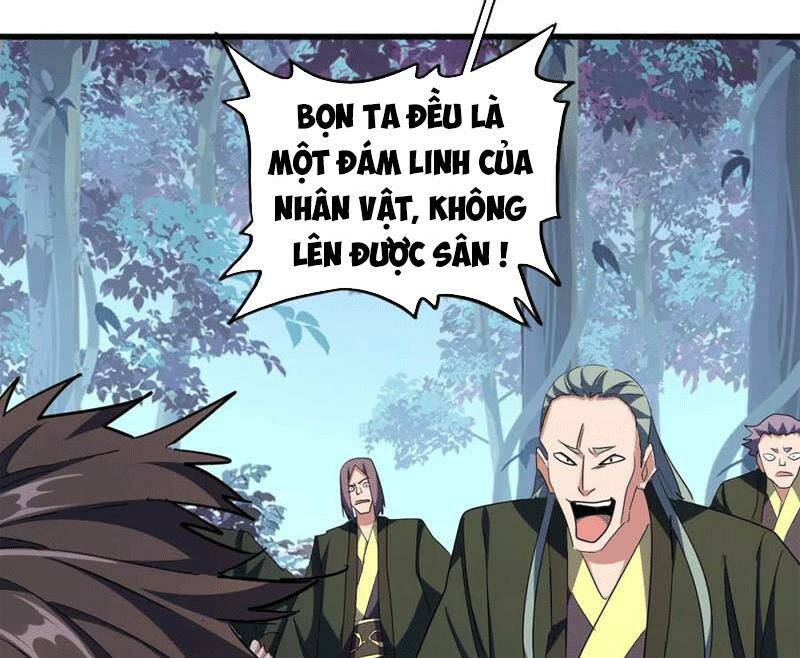 BỌN TA ĐỀU LÀ
MỘT ĐÁM LINH CỦA
NHÂN VẬT, KHÔNG
LÊN ĐƯỢC SÂN !